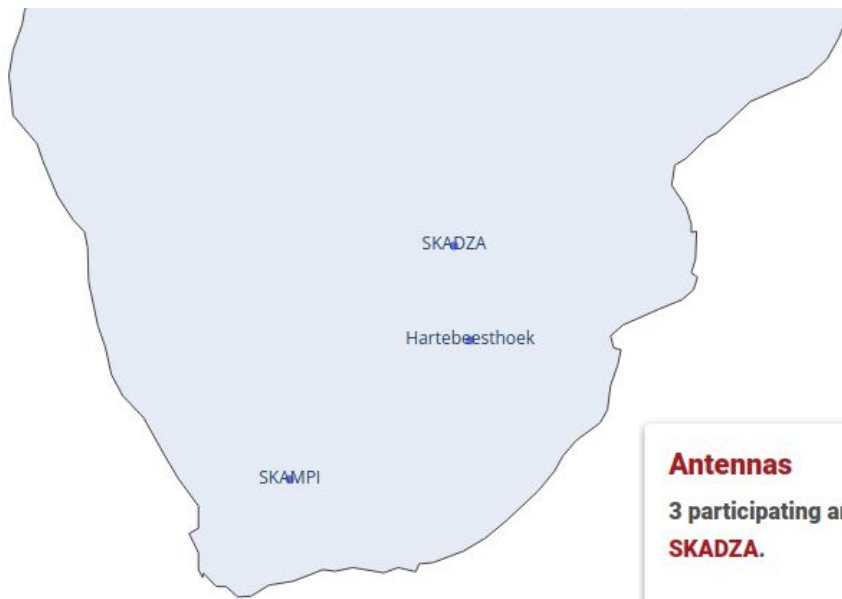 SKADZA
Hartebeesthoek
SKAMPI
Antennas
3 participating
SKADZA.